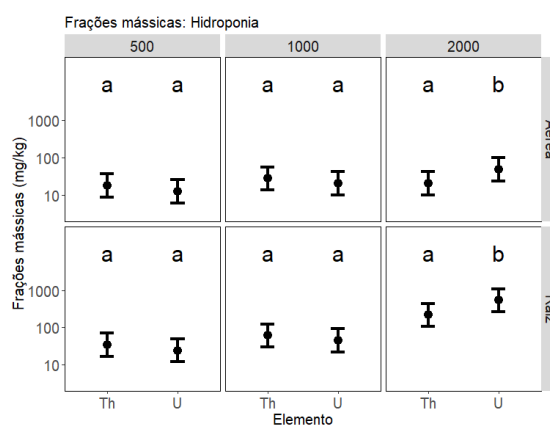 Frações mássicas: Hidroponia
500 1000 2000
a a a a a b
1000
100
10
Aérea
a a a a a b
1000
100
10
Raiz
Frações mássicas (mg/kg)
Th U Th U Th U
Elemento